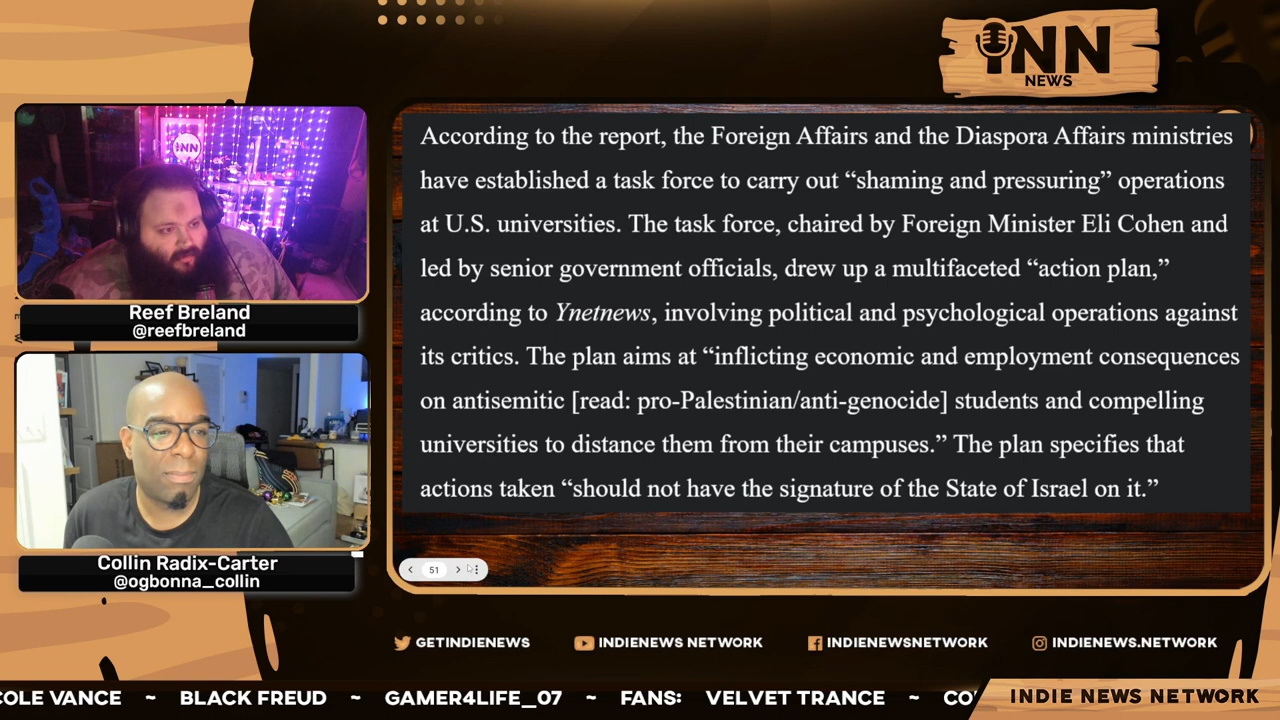 INN
NEWS
According to the report, the Foreign Affairs and the Diaspora Affairs ministries
have established a task force to carry out “shaming and pressuring” operations
at U.S. universities. The task force, chaired by Foreign Minister Eli Cohen and
led by senior government officials, drew up a multifaceted “action plan,”
according to Ynetnews, involving political and psychological operations against
its critics. The plan aims at “inflicting economic and employment consequences
on antisemitic [read: pro-Palestinian/anti-genocide] students and compelling
universities to distance them from their campuses.” The plan specifies that
actions taken “should not have the signature of the State of Israel on it.”
INN
Reef Breland
@reefbreland
Collin Radix-Carter
@ogbonna_collin
51
GETINDIENEWS
INDIENEWS NETWORK
INDIENEWSNETWORK
INDIENEWS.NETWORK
COLE VANCE ~ BLACK FREUD ~ GAMER4LIFE_07 ~ FANS: VELVET TRANCE ~ CO
INDIE NEWS NETWORK